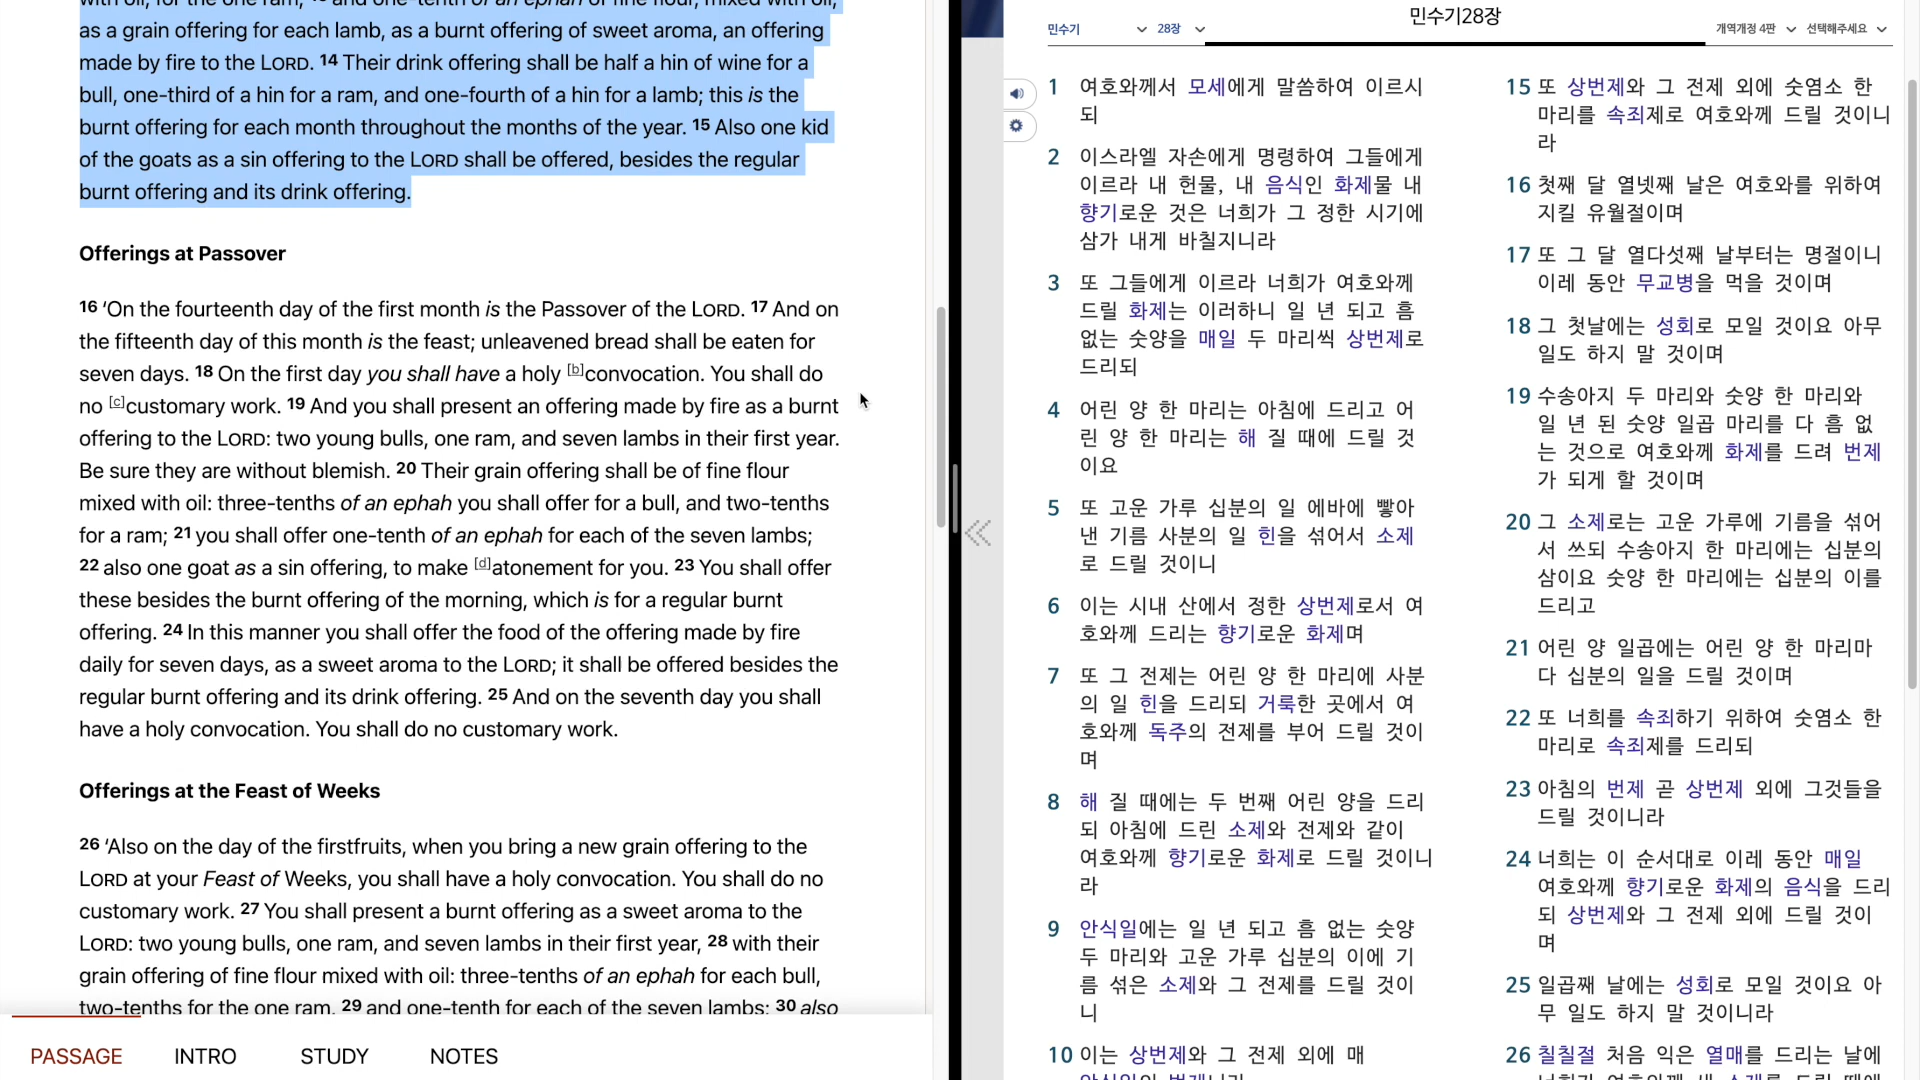 with oil, for the one ram, 13 and one-tenth of an ephah of fine flour, mixed with oil,
as a grain offering for each lamb, as a burnt offering of sweet aroma, an offering
made by fire to the LORD. 14 Their drink offering shall be half a hin of wine for a
bull, one-third of a hin for a ram, and one-fourth of a hin for a lamb; this is the
burnt offering for each month throughout the months of the year. 15 Also one kid
of the goats as a sin offering to the LORD shall be offered, besides the regular
burnt offering and its drink offering.
Offerings at Passover
16 ‘On the fourteenth day of the first month is the Passover of the LORD. 17 And on
the fifteenth day of this month is the feast; unleavened bread shall be eaten for
seven days. 18 On the first day you shall have a holy [b]convocation. You shall do
no [c]customary work. 19 And you shall present an offering made by fire as a burnt
offering to the LORD: two young bulls, one ram, and seven lambs in their first year.
Be sure they are without blemish. 20 Their grain offering shall be of fine flour
mixed with oil: three-tenths of an ephah you shall offer for a bull, and two-tenths
for a ram; 21 you shall offer one-tenth of an ephah for each of the seven lambs;
22 also one goat as a sin offering, to make [d]atonement for you. 23 You shall offer
these besides the burnt offering of the morning, which is for a regular burnt
offering. 24 In this manner you shall offer the food of the offering made by fire
daily for seven days, as a sweet aroma to the LORD; it shall be offered besides the
regular burnt offering and its drink offering. 25 And on the seventh day you shall
have a holy convocation. You shall do no customary work.
Offerings at the Feast of Weeks
26 ‘Also on the day of the firstfruits, when you bring a new grain offering to the
LORD at your Feast of Weeks, you shall have a holy convocation. You shall do no
customary work. 27 You shall present a burnt offering as a sweet aroma to the
LORD: two young bulls, one ram, and seven lambs in their first year, 28 with their
grain offering of fine flour mixed with oil: three-tenths of an ephah for each bull,
two-tenths for the one ram, 29 and one-tenth for each of the seven lambs; 30 also
PASSAGE INTRO STUDY NOTES
민수기28장
민수기 28장 개역개정 4판 선택해주세요
1 여호와께서 모세에게 말씀하여 이르시
되
2 이스라엘 자손에게 명령하여 그들에게
이르라 내 헌물, 내 음식인 화제물 내
향기로운 것은 너희가 그 정한 시기에
삼가 내게 바칠지니라
3 또 그들에게 이르라 너희가 여호와께
드릴 화제는 이러하니 일 년 되고 흠
없는 숫양을 매일 두 마리씩 상번제로
드리되
4 어린 양 한 마리는 아침에 드리고 어
린 양 한 마리는 해 질 때에 드릴 것
이요
5 또 고운 가루 십분의 일 에바에 빻아
낸 기름 사분의 일 힌을 섞어서 소제
로 드릴 것이니
6 이는 시내 산에서 정한 상번제로서 여
호와께 드리는 향기로운 화제며
7 또 그 전제는 어린 양 한 마리에 사분
의 일 힌을 드리되 거룩한 곳에서 여
호와께 독주의 전제를 부어 드릴 것이
며
8 해 질 때에는 두 번째 어린 양을 드리
되 아침에 드린 소제와 전제와 같이
여호와께 향기로운 화제로 드릴 것이니
라
9 안식일에는 일 년 되고 흠 없는 숫양
두 마리와 고운 가루 십분의 이에 기
름 섞은 소제와 그 전제를 드릴 것이
니
10 이는 상번제와 그 전제 외에 매
안식일의 번제니라
15 또 상번제와 그 전제 외에 숫염소 한
마리를 속죄제로 여호와께 드릴 것이니
라
16 첫째 달 열넷째 날은 여호와를 위하여
지킬 유월절이며
17 또 그 달 열다섯째 날부터는 명절이니
이레 동안 무교병을 먹을 것이며
18 그 첫날에는 성회로 모일 것이요 아무
일도 하지 말 것이며
19 수송아지 두 마리와 숫양 한 마리와
일 년 된 숫양 일곱 마리를 다 흠 없
는 것으로 여호와께 화제를 드려 번제
가 되게 할 것이며
20 그 소제로는 고운 가루에 기름을 섞어
서 쓰되 수송아지 한 마리에는 십분의
삼이요 숫양 한 마리에는 십분의 이를
드리고
21 어린 양 일곱에는 어린 양 한 마리마
다 십분의 일을 드릴 것이며
22 또 너희를 속죄하기 위하여 숫염소 한
마리로 속죄제를 드리되
23 아침의 번제 곧 상번제 외에 그것들을
드릴 것이니라
24 너희는 이 순서대로 이레 동안 매일
여호와께 향기로운 화제의 음식을 드리
되 상번제와 그 전제 외에 드릴 것이
며
25 일곱째 날에는 성회로 모일 것이요 아
무 일도 하지 말 것이니라
26 칠칠절 처음 익은 열매를 드리는 날에
너희가 여호와께 새 소제를 드릴 때에